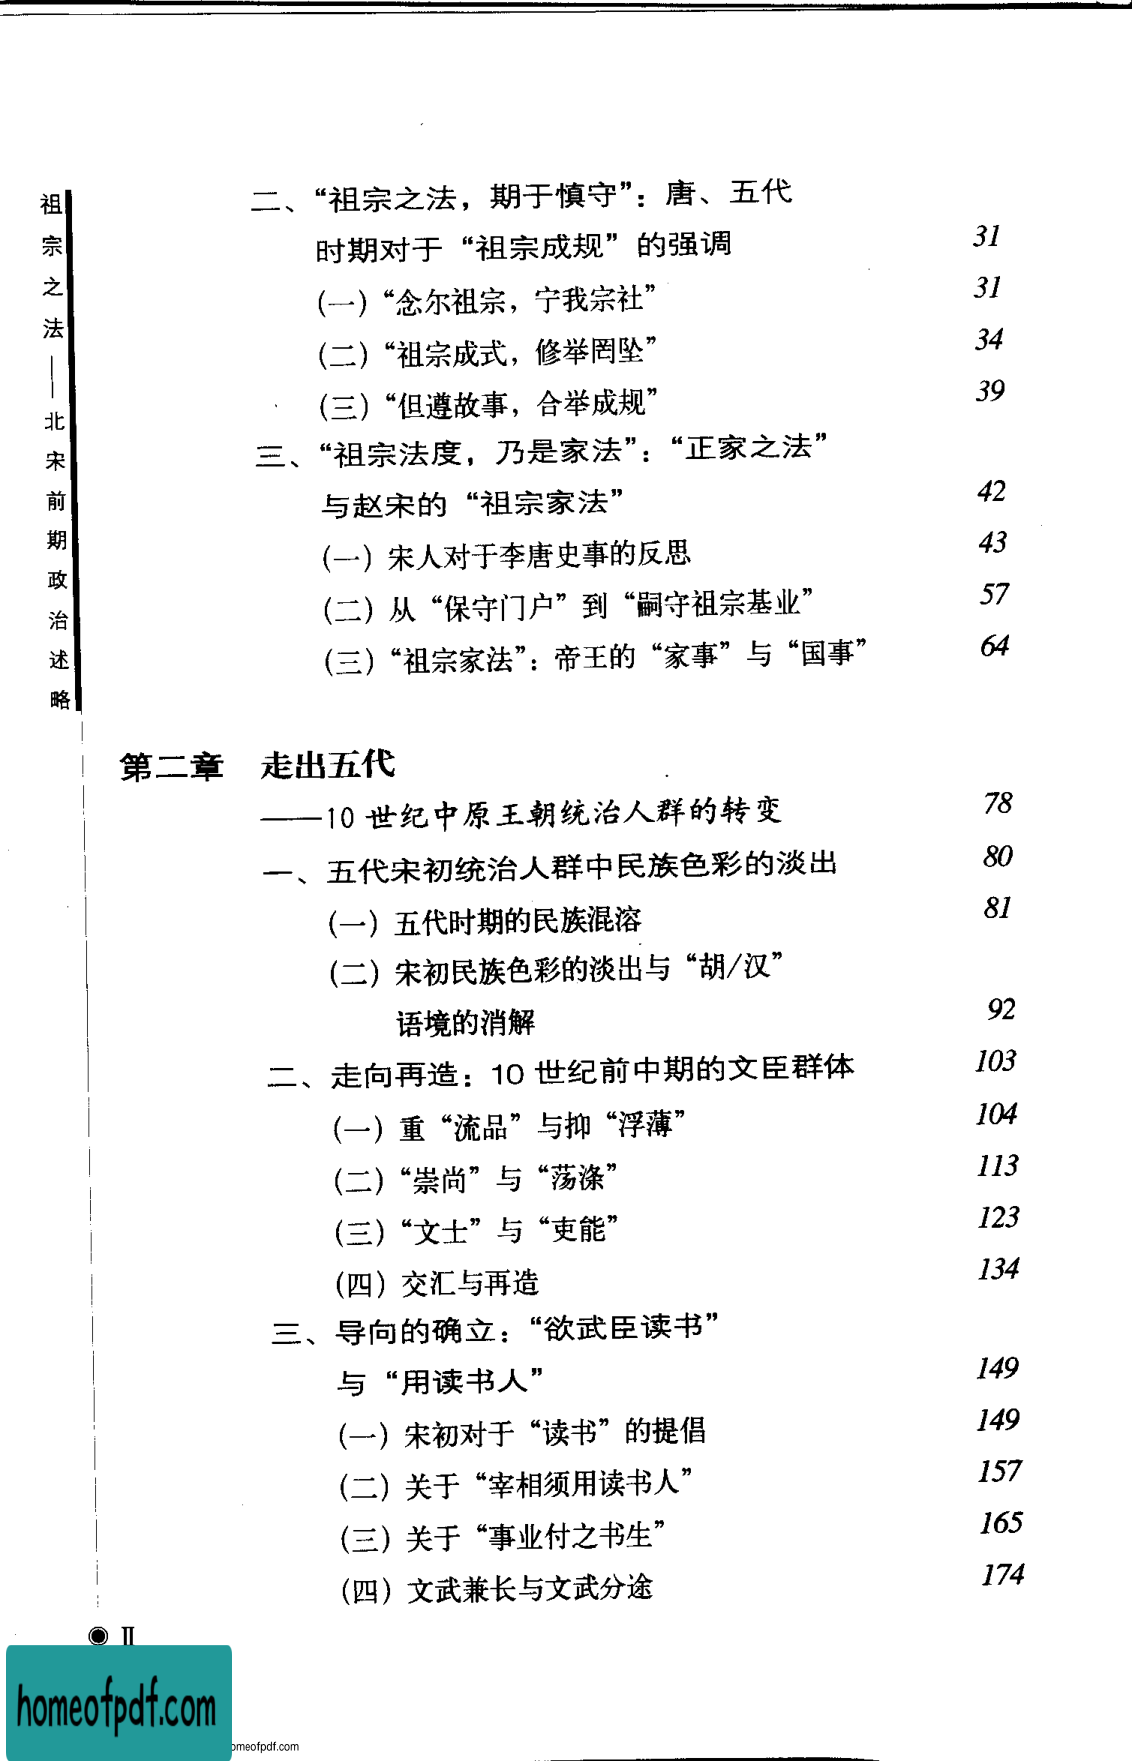 祖宗之法——北宋前期政治述略
二、“祖宗之法，期于慎守”：唐、五代
时期对于“祖宗成规”的强调 31
（一）“念尔祖宗，宁我宗社” 31
（二）“祖宗成式，修举罔坠” 34
（三）“但遵故事，合举成规” 39
三、“祖宗法度，乃是家法”：“正家之法”
与赵宋的“祖宗家法” 42
（一）宋人对于李唐史事的反思 43
（二）从“保守门户”到“嗣守祖宗基业” 57
（三）“祖宗家法”：帝王的“家事”与“国事” 64
第二章 走出五代
——10 世纪中原王朝统治人群的转变 78
一、五代宋初统治人群中民族色彩的淡出 80
（一）五代时期的民族混溶 81
（二）宋初民族色彩的淡出与“胡/汉”
语境的消解 92
二、走向再造：10 世纪前中期的文臣群体 103
（一）重“流品”与抑“浮薄” 104
（二）“崇尚”与“荡涤” 113
（三）“文士”与“吏能” 123
（四）交汇与再造 134
三、导向的确立：“欲武臣读书”
与“用读书人” 149
（一）宋初对于“读书”的提倡 149
（二）关于“宰相须用读书人” 157
（三）关于“事业付之书生” 165
（四）文武兼长与文武分途 174
◉ II
homeofpdf.com
omeofpdf.com